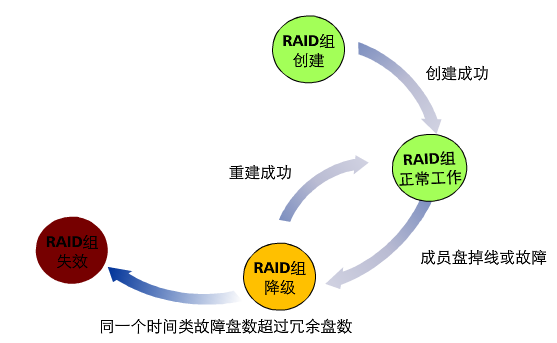 RAID组
创建
创建成功
RAID组
正常工作
重建成功
成员盘掉线或故障
RAID组
失效
RAID组
降级
同一个时间类故障盘数超过冗余盘数